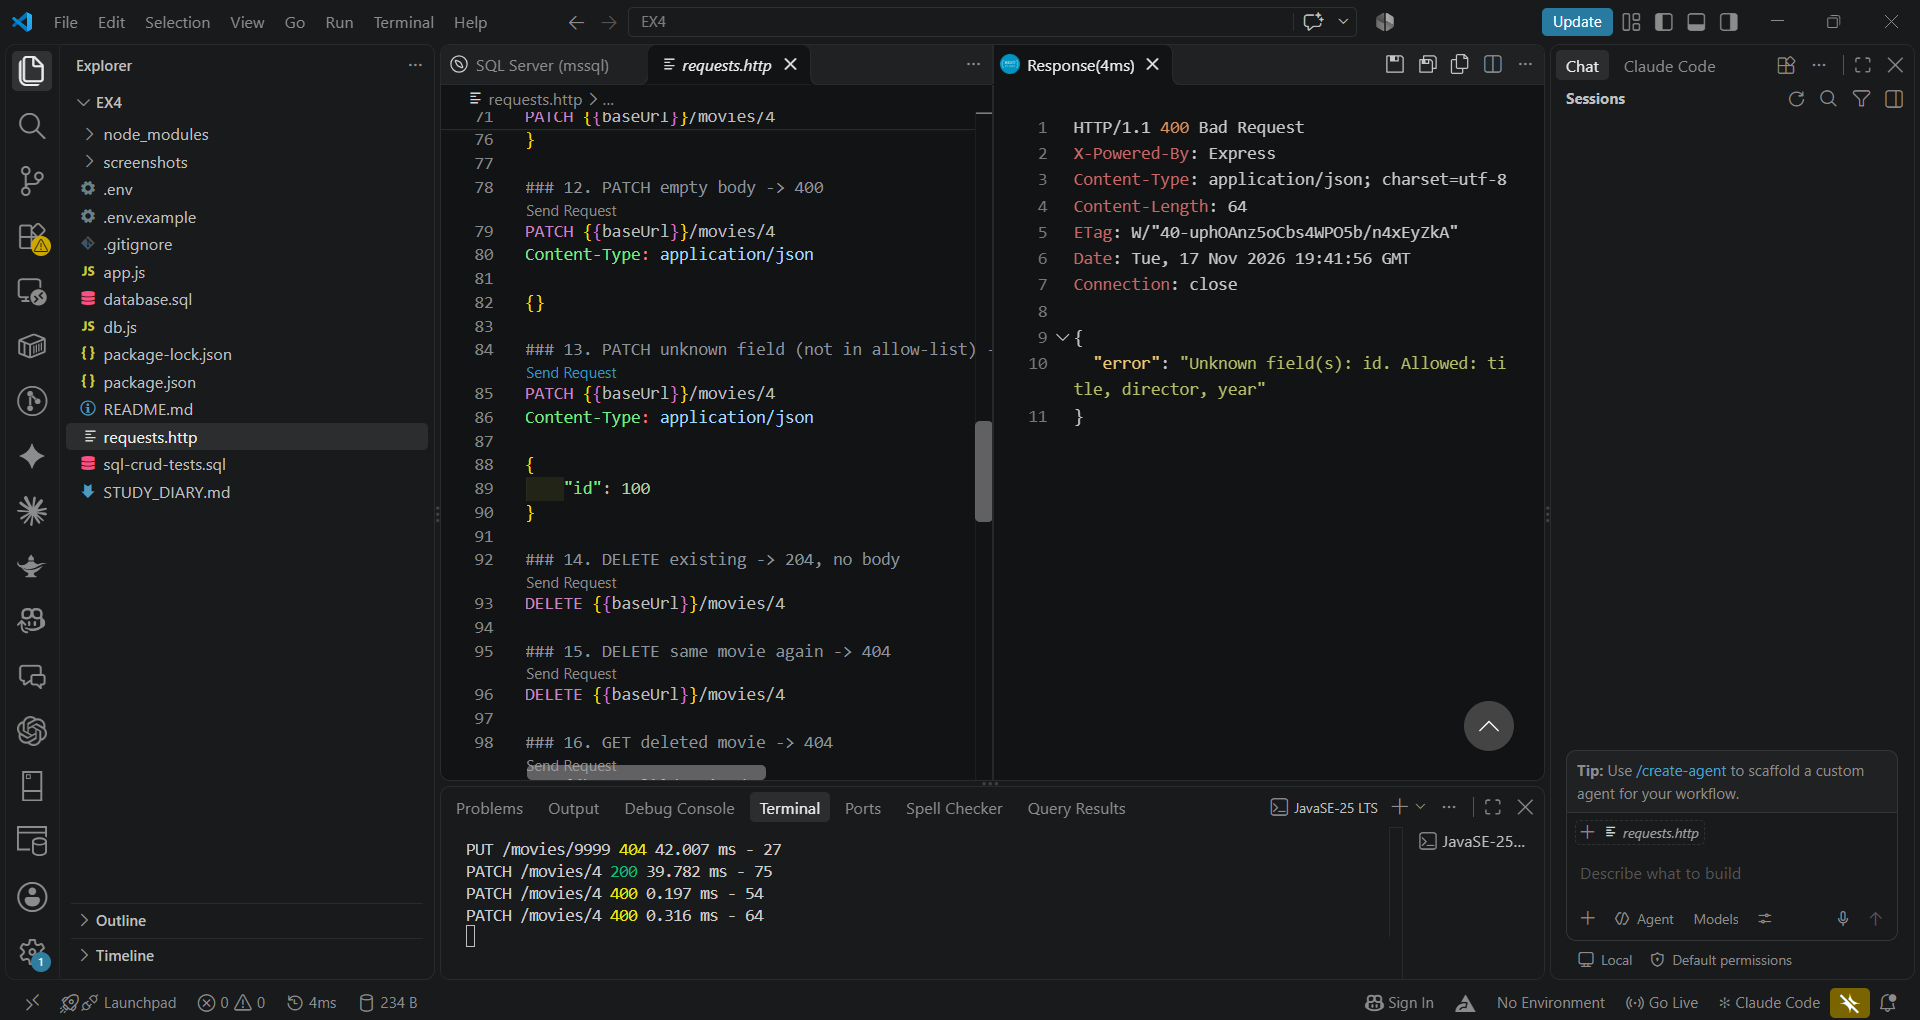 File Edit Selection View Go Run Terminal Help
EX4
Update
Explorer
EX4
node_modules
screenshots
.env
.env.example
.gitignore
JS app.js
database.sql
JS db.js
{} package-lock.json
{} package.json
README.md
requests.http
sql-crud-tests.sql
STUDY_DIARY.md
Outline
Timeline
SQL Server (mssql)
requests.http
requests.http > ...
71 PATCH {{baseUrl}}/movies/4
76 }
77
78 ### 12. PATCH empty body -> 400
Send Request
79 PATCH {{baseUrl}}/movies/4
80 Content-Type: application/json
81
82 {}
83
84 ### 13. PATCH unknown field (not in allow-list) -
Send Request
85 PATCH {{baseUrl}}/movies/4
86 Content-Type: application/json
87
88 {
89 "id": 100
90 }
91
92 ### 14. DELETE existing -> 204, no body
Send Request
93 DELETE {{baseUrl}}/movies/4
94
95 ### 15. DELETE same movie again -> 404
Send Request
96 DELETE {{baseUrl}}/movies/4
97
98 ### 16. GET deleted movie -> 404
Send Request
Response(4ms)
1 HTTP/1.1 400 Bad Request
2 X-Powered-By: Express
3 Content-Type: application/json; charset=utf-8
4 Content-Length: 64
5 ETag: W/"40-uphOAnz5oCbs4WPO5b/n4xEyZkA"
6 Date: Tue, 17 Nov 2026 19:41:56 GMT
7 Connection: close
8
9 {
10 "error": "Unknown field(s): id. Allowed: ti
tle, director, year"
11 }
Problems Output Debug Console Terminal Ports Spell Checker Query Results
JavaSE-25 LTS
JavaSE-25...
PUT /movies/9999 404 42.007 ms - 27
PATCH /movies/4 200 39.782 ms - 75
PATCH /movies/4 400 0.197 ms - 54
PATCH /movies/4 400 0.316 ms - 64
Chat Claude Code
Sessions
Tip: Use /create-agent to scaffold a custom
agent for your workflow.
requests.http
Describe what to build
Agent Models
Local Default permissions
1
Launchpad 0 0 4ms 234 B
Sign In No Environment Go Live Claude Code